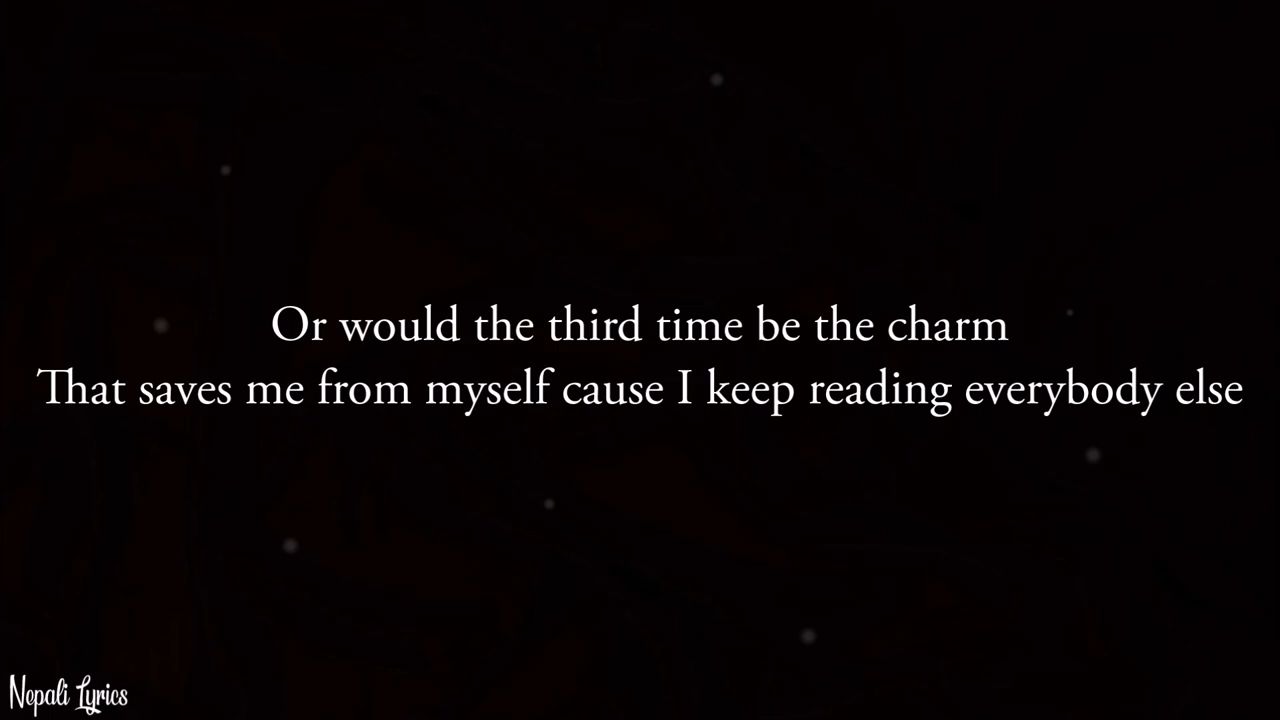 Or would the third time be the charm
That saves me from myself cause I keep reading everybody else
Nepali Lyrics